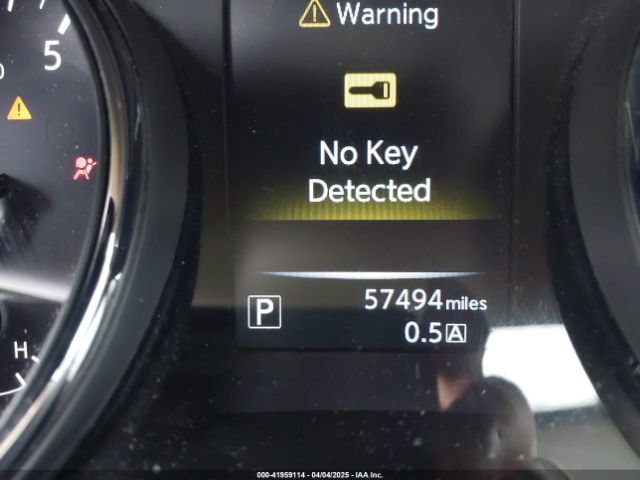 Warning
No Key
Detected
5
H
P
57494 miles
0.5 A
000-41959114 - 04/04/2025 - IAA Inc.